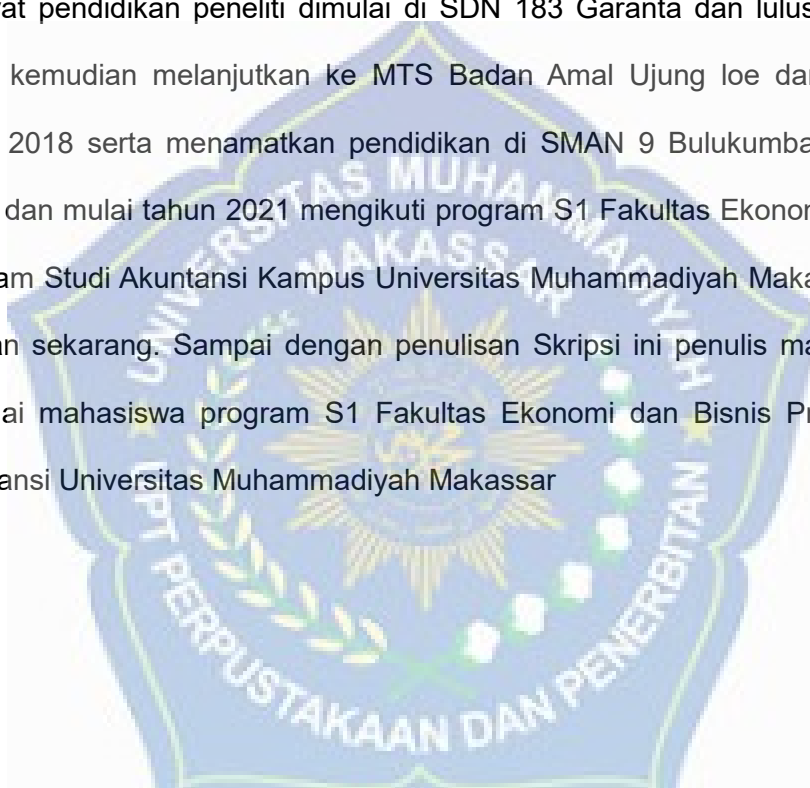 at pendidikan peneliti dimulai di SDN 183 Garanta dan lulus
kemudian melanjutkan ke MTS Badan Amal Ujung loe dan
2018 serta menamatkan pendidikan di SMAN 9 Bulukumba
dan mulai tahun 2021 mengikuti program S1 Fakultas Ekonom
am Studi Akuntansi Kampus Universitas Muhammadiyah Maka
an sekarang. Sampai dengan penulisan Skripsi ini penulis ma
ai mahasiswa program S1 Fakultas Ekonomi dan Bisnis Pr
ansi Universitas Muhammadiyah Makassar
UNIVERSITAS MUHAMMADIYAH
MAKASSAR
UPT PERPUSTAKAAN DAN PENERBITAN